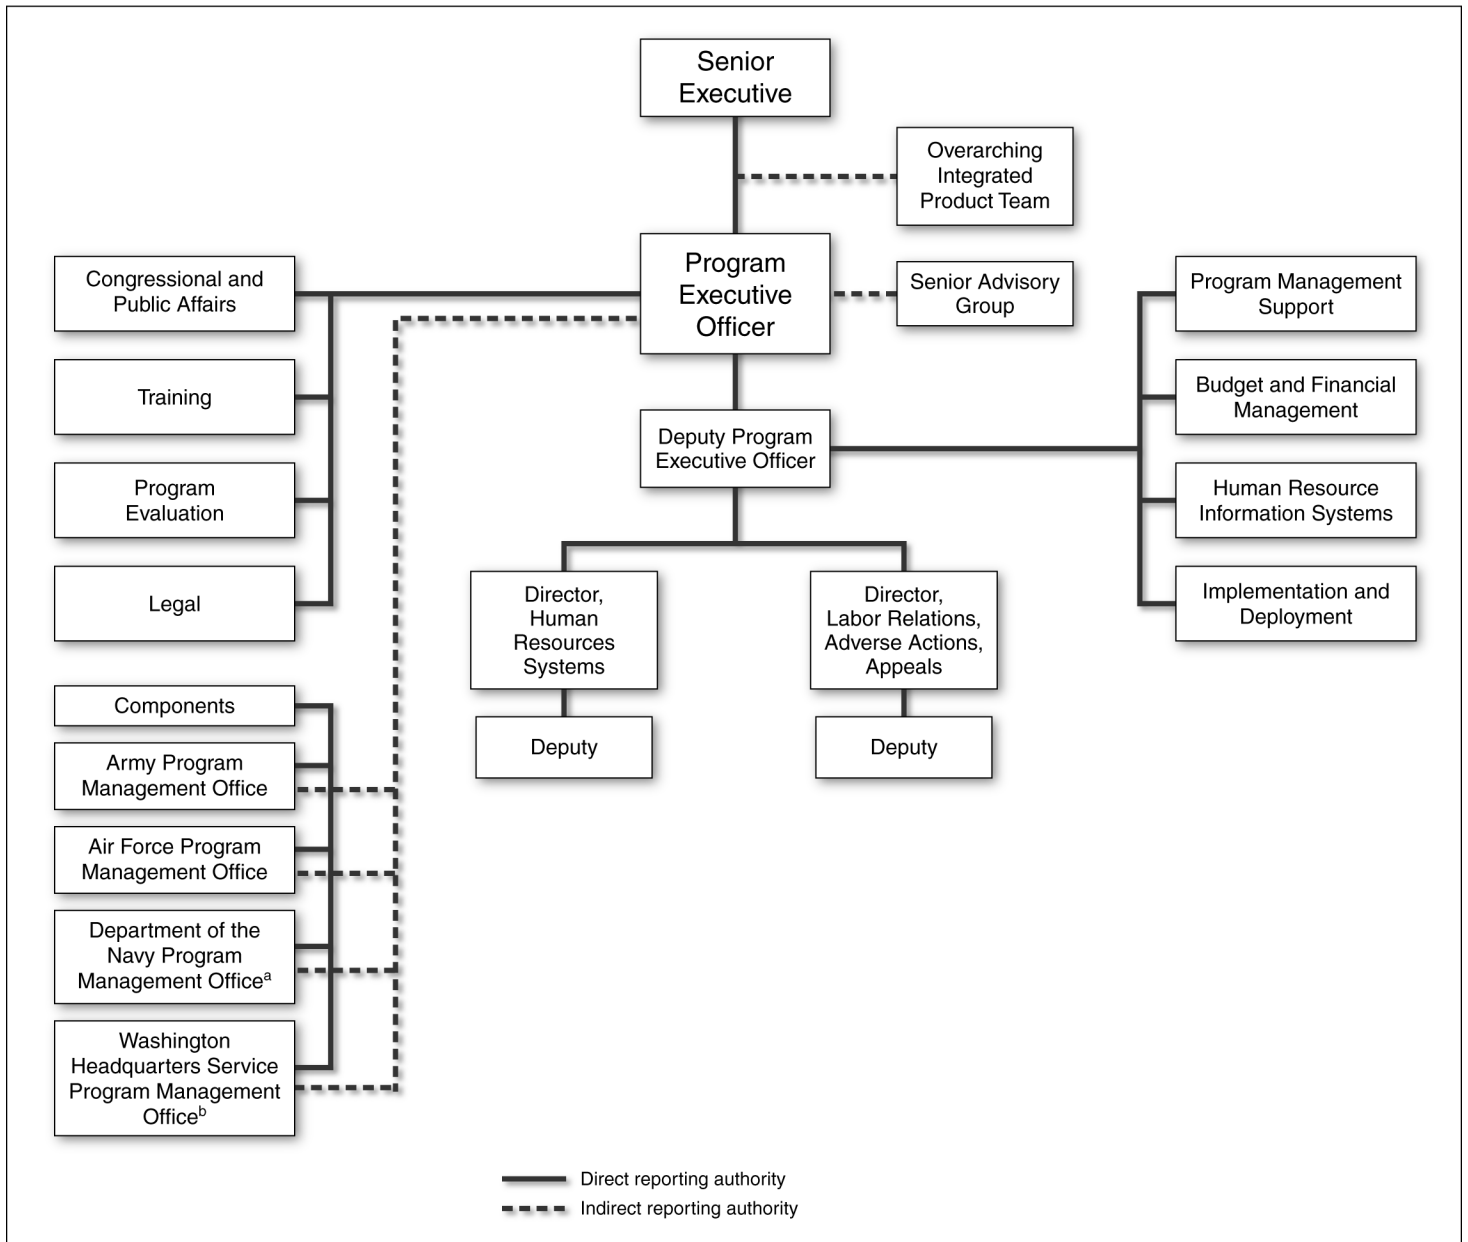 Senior
Executive
Overarching
Integrated
Product Team
Program
Executive
Officer
Senior Advisory
Group
Congressional and
Public Affairs
Training
Program
Evaluation
Legal
Program Management
Support
Budget and Financial
Management
Human Resource
Information Systems
Implementation and
Deployment
Deputy Program
Executive Officer
Director,
Human
Resources
Systems
Deputy
Director,
Labor Relations,
Adverse Actions,
Appeals
Deputy
Components
Army Program
Management Office
Air Force Program
Management Office
Department of the
Navy Program
Management Officeᵃ
Washington
Headquarters Service
Program Management
Officeᵇ
Direct reporting authority
Indirect reporting authority